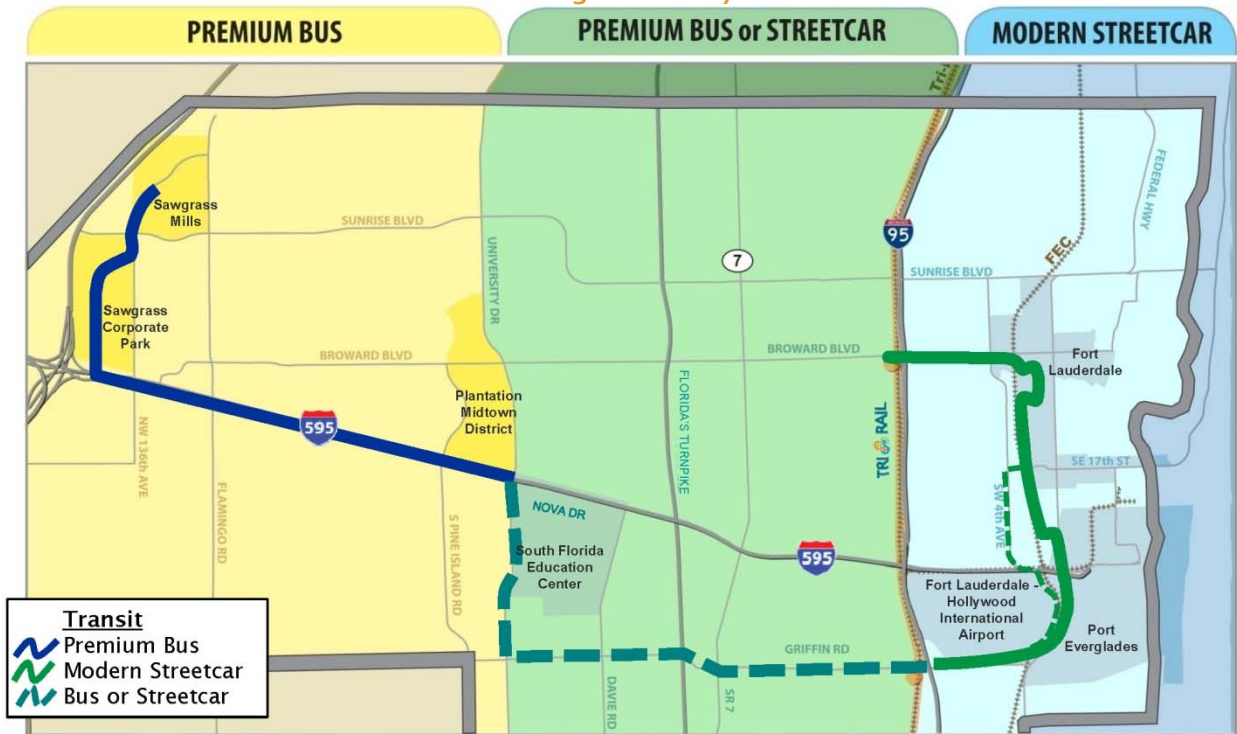 PREMIUM BUS
PREMIUM BUS or STREETCAR
MODERN STREETCAR
Sawgrass
Mills
SUNRISE BLVD
UNIVERSITY DR
7
95
SUNRISE BLVD
FEC
FEDERAL HWY
Sawgrass
Corporate
Park
BROWARD BLVD
BROWARD BLVD
Fort
Lauderdale
Plantation
Midtown
District
FLORIDA'S TURNPIKE
595
TRI RAIL
NW 136th AVE
FLAMINGO RD
S PINE ISLAND RD
SE 17th ST
SW 4th AVE
NOVA DR
South Florida
Education
Center
595
Fort Lauderdale -
Hollywood
International
Airport
Port
Everglades
GRIFFIN RD
DAVIE RD
SR 7
Transit
Premium Bus
Modern Streetcar
Bus or Streetcar